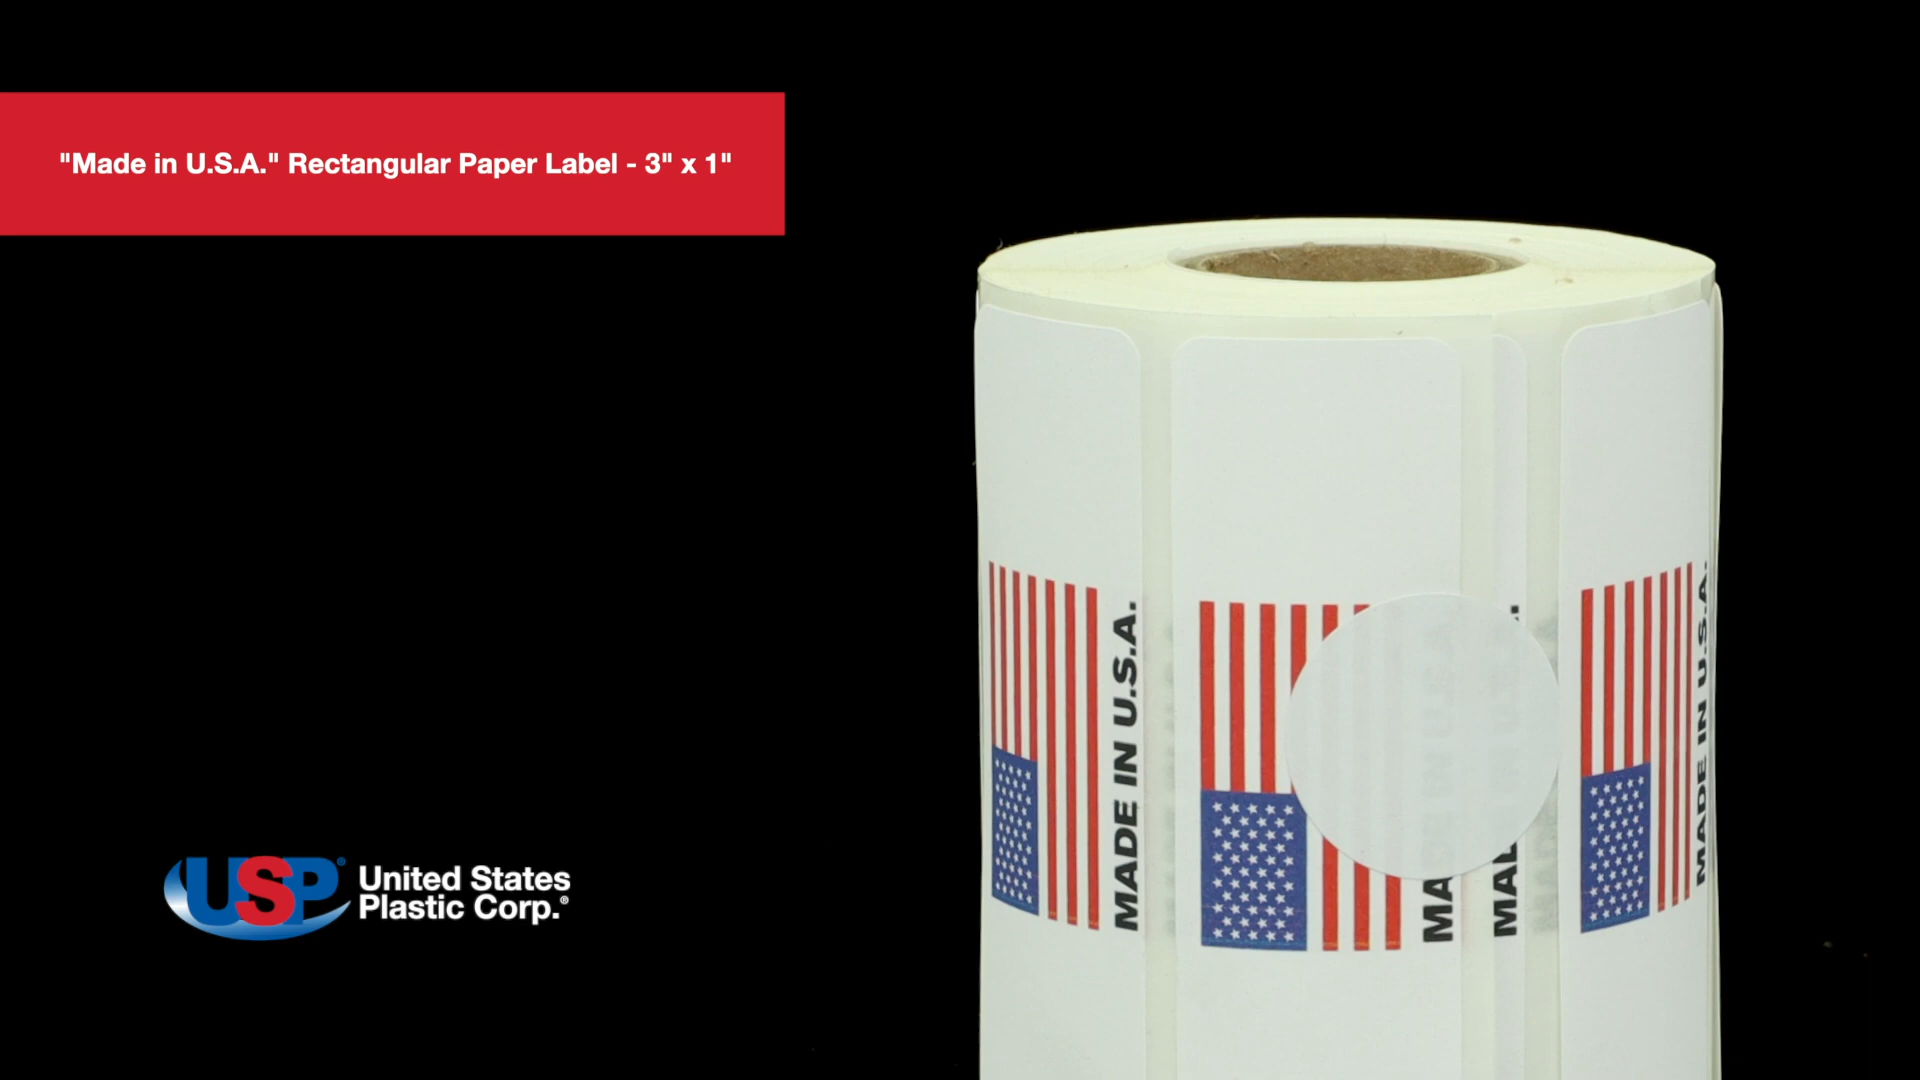 "Made in U.S.A." Rectangular Paper Label - 3" x 1"
MADE IN U.S.A.
MADE IN U.S.A.
USP® United States
Plastic Corp.®